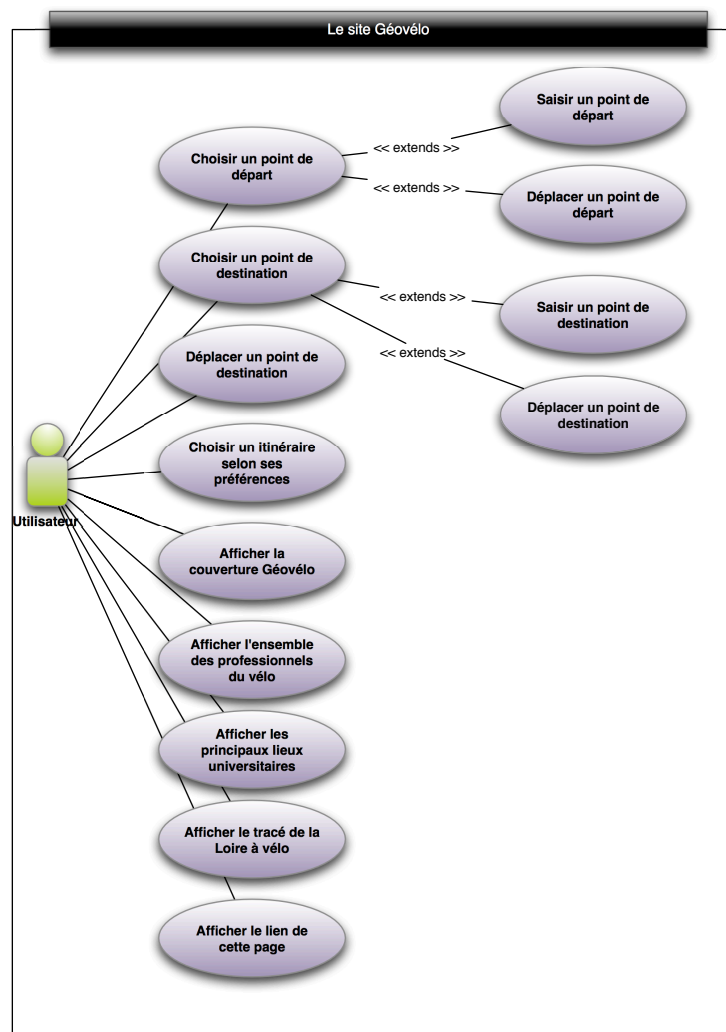 Le site Géovélo
Saisir un point de
départ
Choisir un point de
départ
<< extends >>
<< extends >>
Déplacer un point de
départ
Choisir un point de
destination
<< extends >>
Saisir un point de
destination
Déplacer un point de
destination
<< extends >>
Déplacer un point de
destination
Choisir un itinéraire
selon ses
préférences
Utilisateur
Afficher la
couverture Géovélo
Afficher l'ensemble
des professionnels
du vélo
Afficher les
principaux lieux
universitaires
Afficher le tracé de la
Loire à vélo
Afficher le lien de
cette page